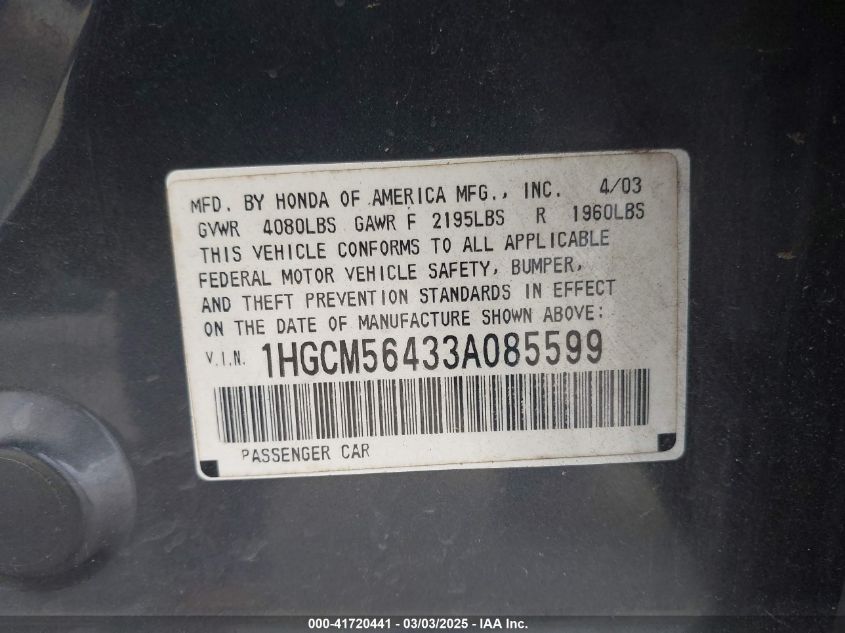 MFD. BY HONDA OF AMERICA MFG., INC. 4/03
GVWR 4080LBS GAWR F 2195LBS R 1960LBS
THIS VEHICLE CONFORMS TO ALL APPLICABLE
FEDERAL MOTOR VEHICLE SAFETY, BUMPER,
AND THEFT PREVENTION STANDARDS IN EFFECT
ON THE DATE OF MANUFACTURE SHOWN ABOVE:
V.I.N. 1HGCM56433A085599
PASSENGER CAR
000-41720441 - 03/03/2025 - IAA Inc.